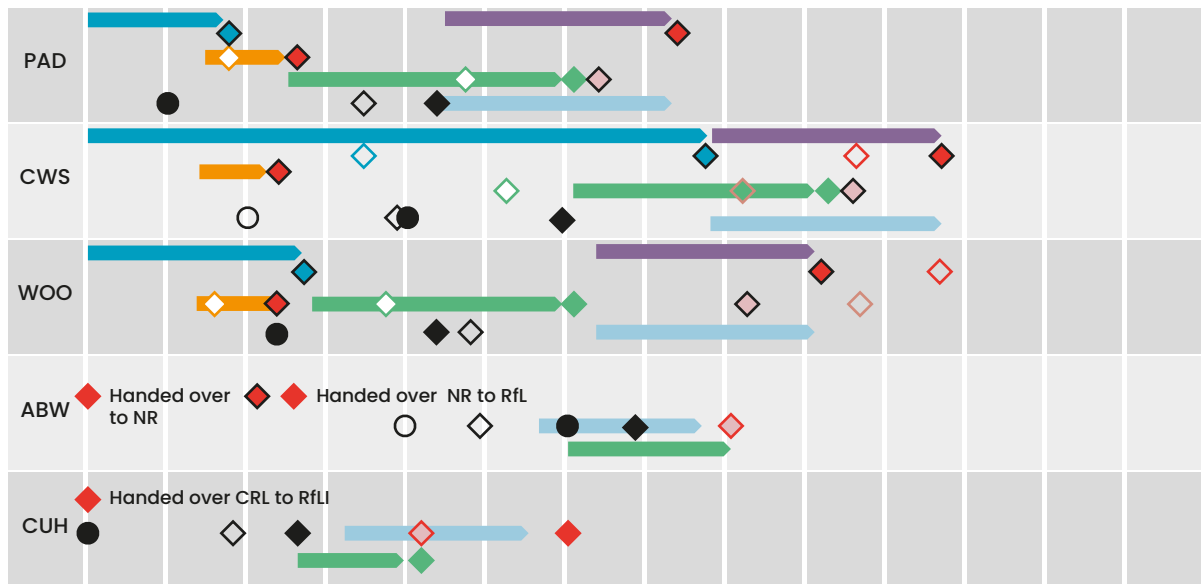 PAD
CWS
WOO
ABW
Handed over
to NR
Handed over NR to RfL
Handed over CRL to RfLI
CUH